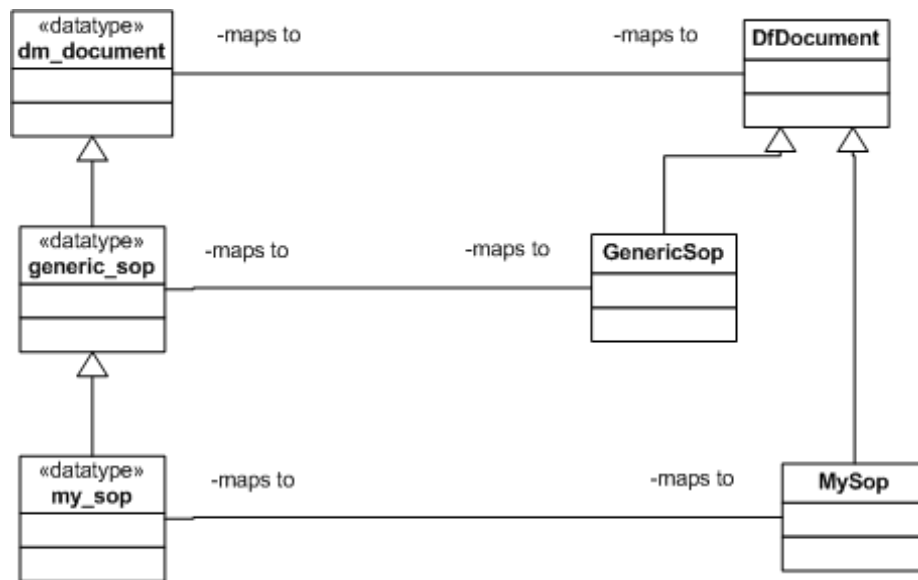 «datatype»
dm_document
-maps to
-maps to
DfDocument
«datatype»
generic_sop
-maps to
-maps to
GenericSop
«datatype»
my_sop
-maps to
-maps to
MySop